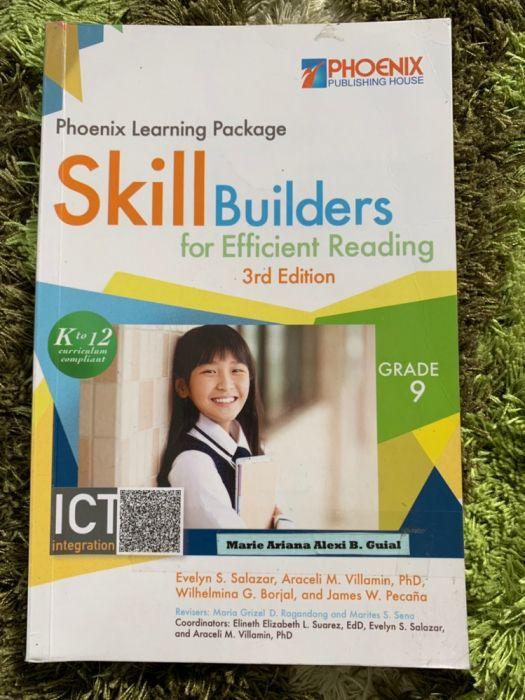 PHOENIX
PUBLISHING HOUSE
Phoenix Learning Package
Skill Builders
for Efficient Reading
3rd Edition
K to 12
curriculum
compliant
GRADE
9
ICT
integration
Marie Ariana Alexi B. Guial
Evelyn S. Salazar, Araceli M. Villamin, PhD,
Wilhelmina G. Borjal, and James W. Pecaña
Revisers: Maria Grizel D. Ragandang and Marites S. Sena
Coordinators: Elineth Elizabeth L. Suarez, EdD, Evelyn S. Salazar,
and Araceli M. Villamin, PhD